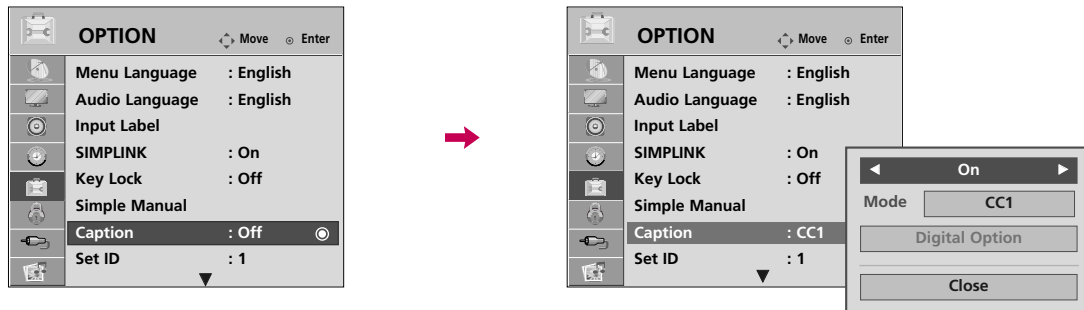 OPTION Move Enter
Menu Language : English
Audio Language : English
Input Label
SIMPLINK : On
Key Lock : Off
Simple Manual
Caption : Off
Set ID : 1
OPTION Move Enter
Menu Language : English
Audio Language : English
Input Label
SIMPLINK : On
Key Lock : Off
Simple Manual
Caption : CC1
Set ID : 1
On
Mode CC1
Digital Option
Close